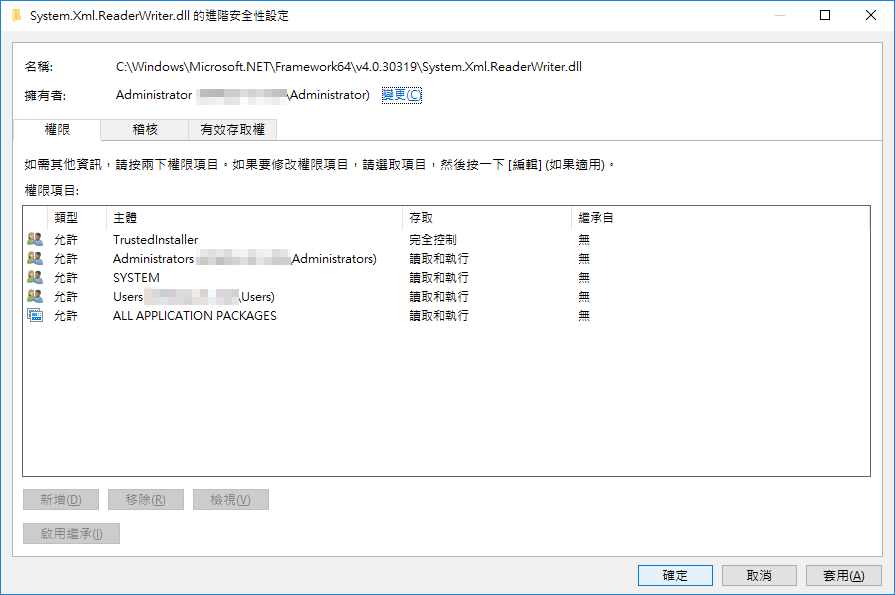 System.Xml.ReaderWriter.dll 的進階安全性設定
名稱: C:\Windows\Microsoft.NET\Framework64\v4.0.30319\System.Xml.ReaderWriter.dll
擁有者: Administrator \Administrator) 變更(C)
權限 稽核 有效存取權
如需其他資訊，請按兩下權限項目。如果要修改權限項目，請選取項目，然後按一下 [編輯] (如果適用)。
權限項目:
類型 主體 存取 繼承自
允許 TrustedInstaller 完全控制 無
允許 Administrators \Administrators) 讀取和執行 無
允許 SYSTEM 讀取和執行 無
允許 Users \Users) 讀取和執行 無
允許 ALL APPLICATION PACKAGES 讀取和執行 無
新增(D) 移除(R) 檢視(V)
啟用繼承(I)
確定 取消 套用(A)